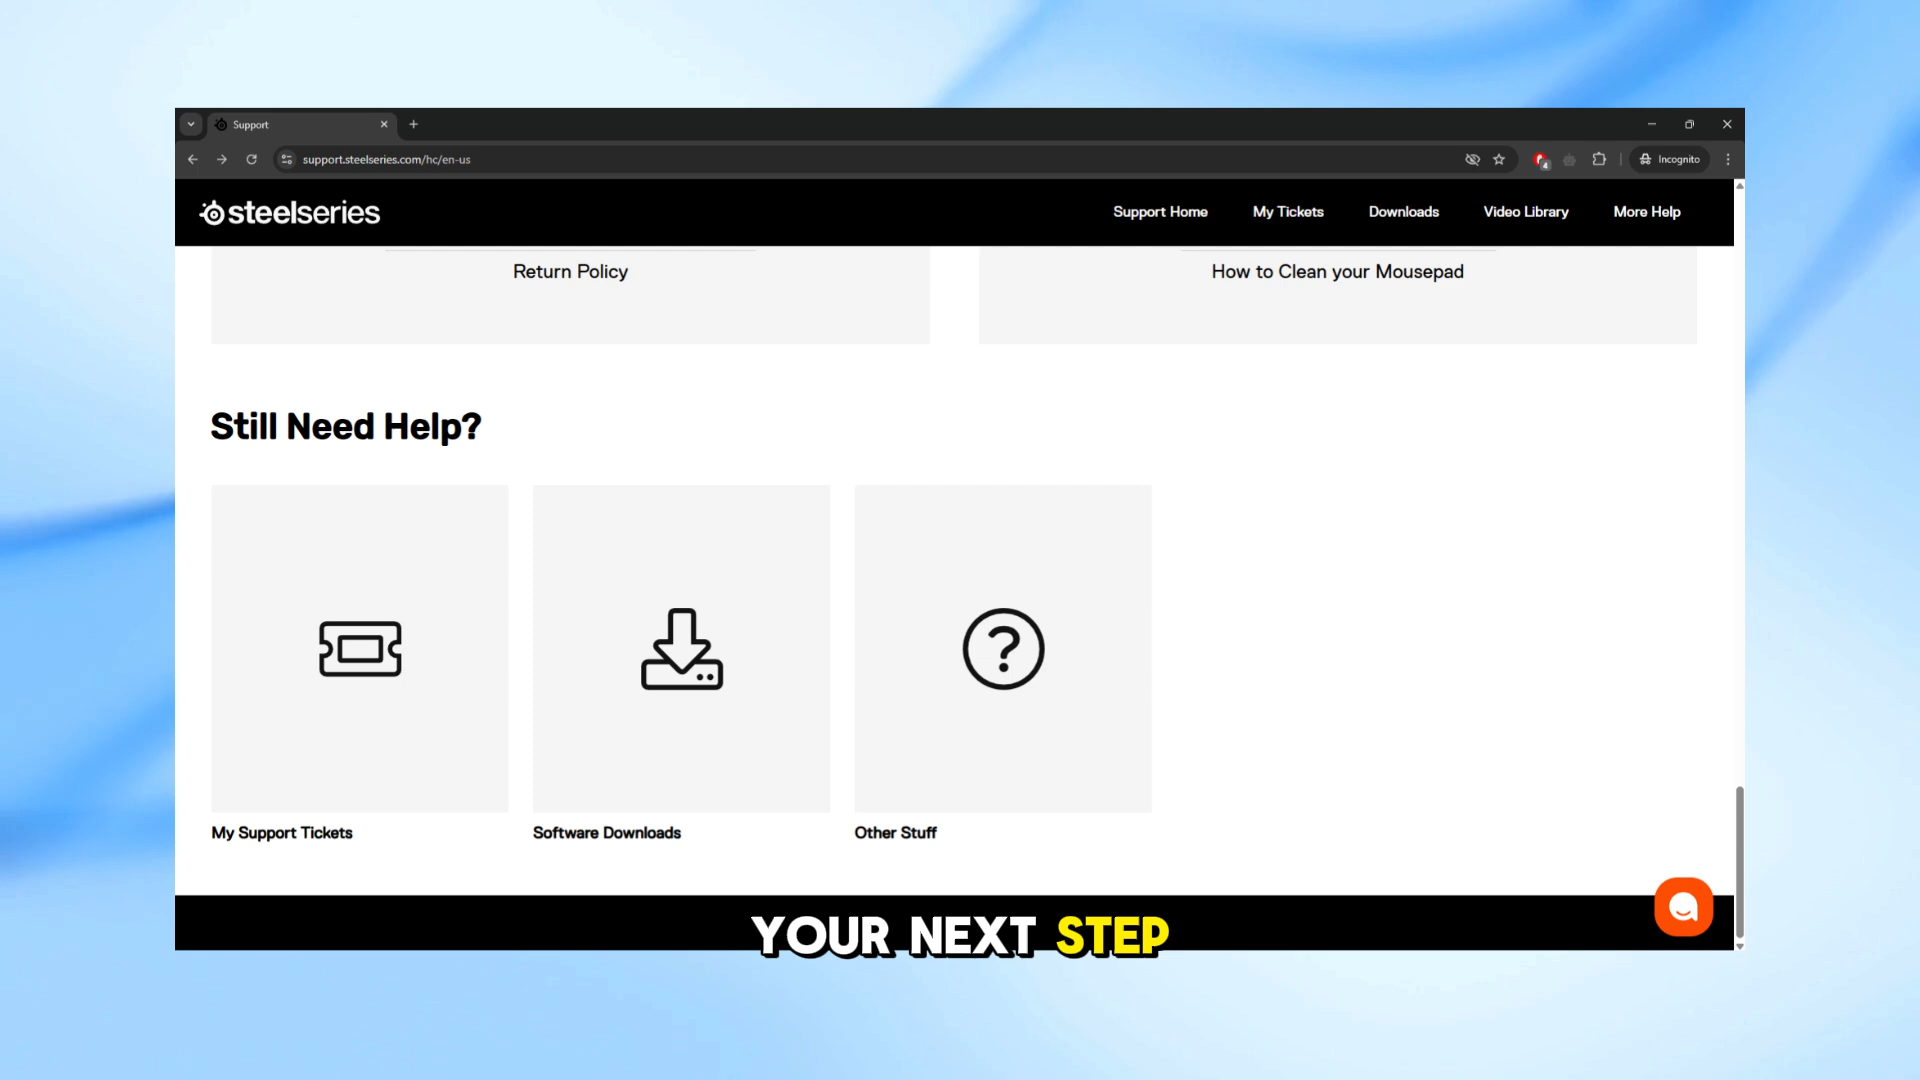 Support
support.steelseries.com/hc/en-us
4
Incognito
steelseries
Support Home
My Tickets
Downloads
Video Library
More Help
Return Policy
How to Clean your Mousepad
Still Need Help?
My Support Tickets
Software Downloads
Other Stuff
YOUR NEXT STEP